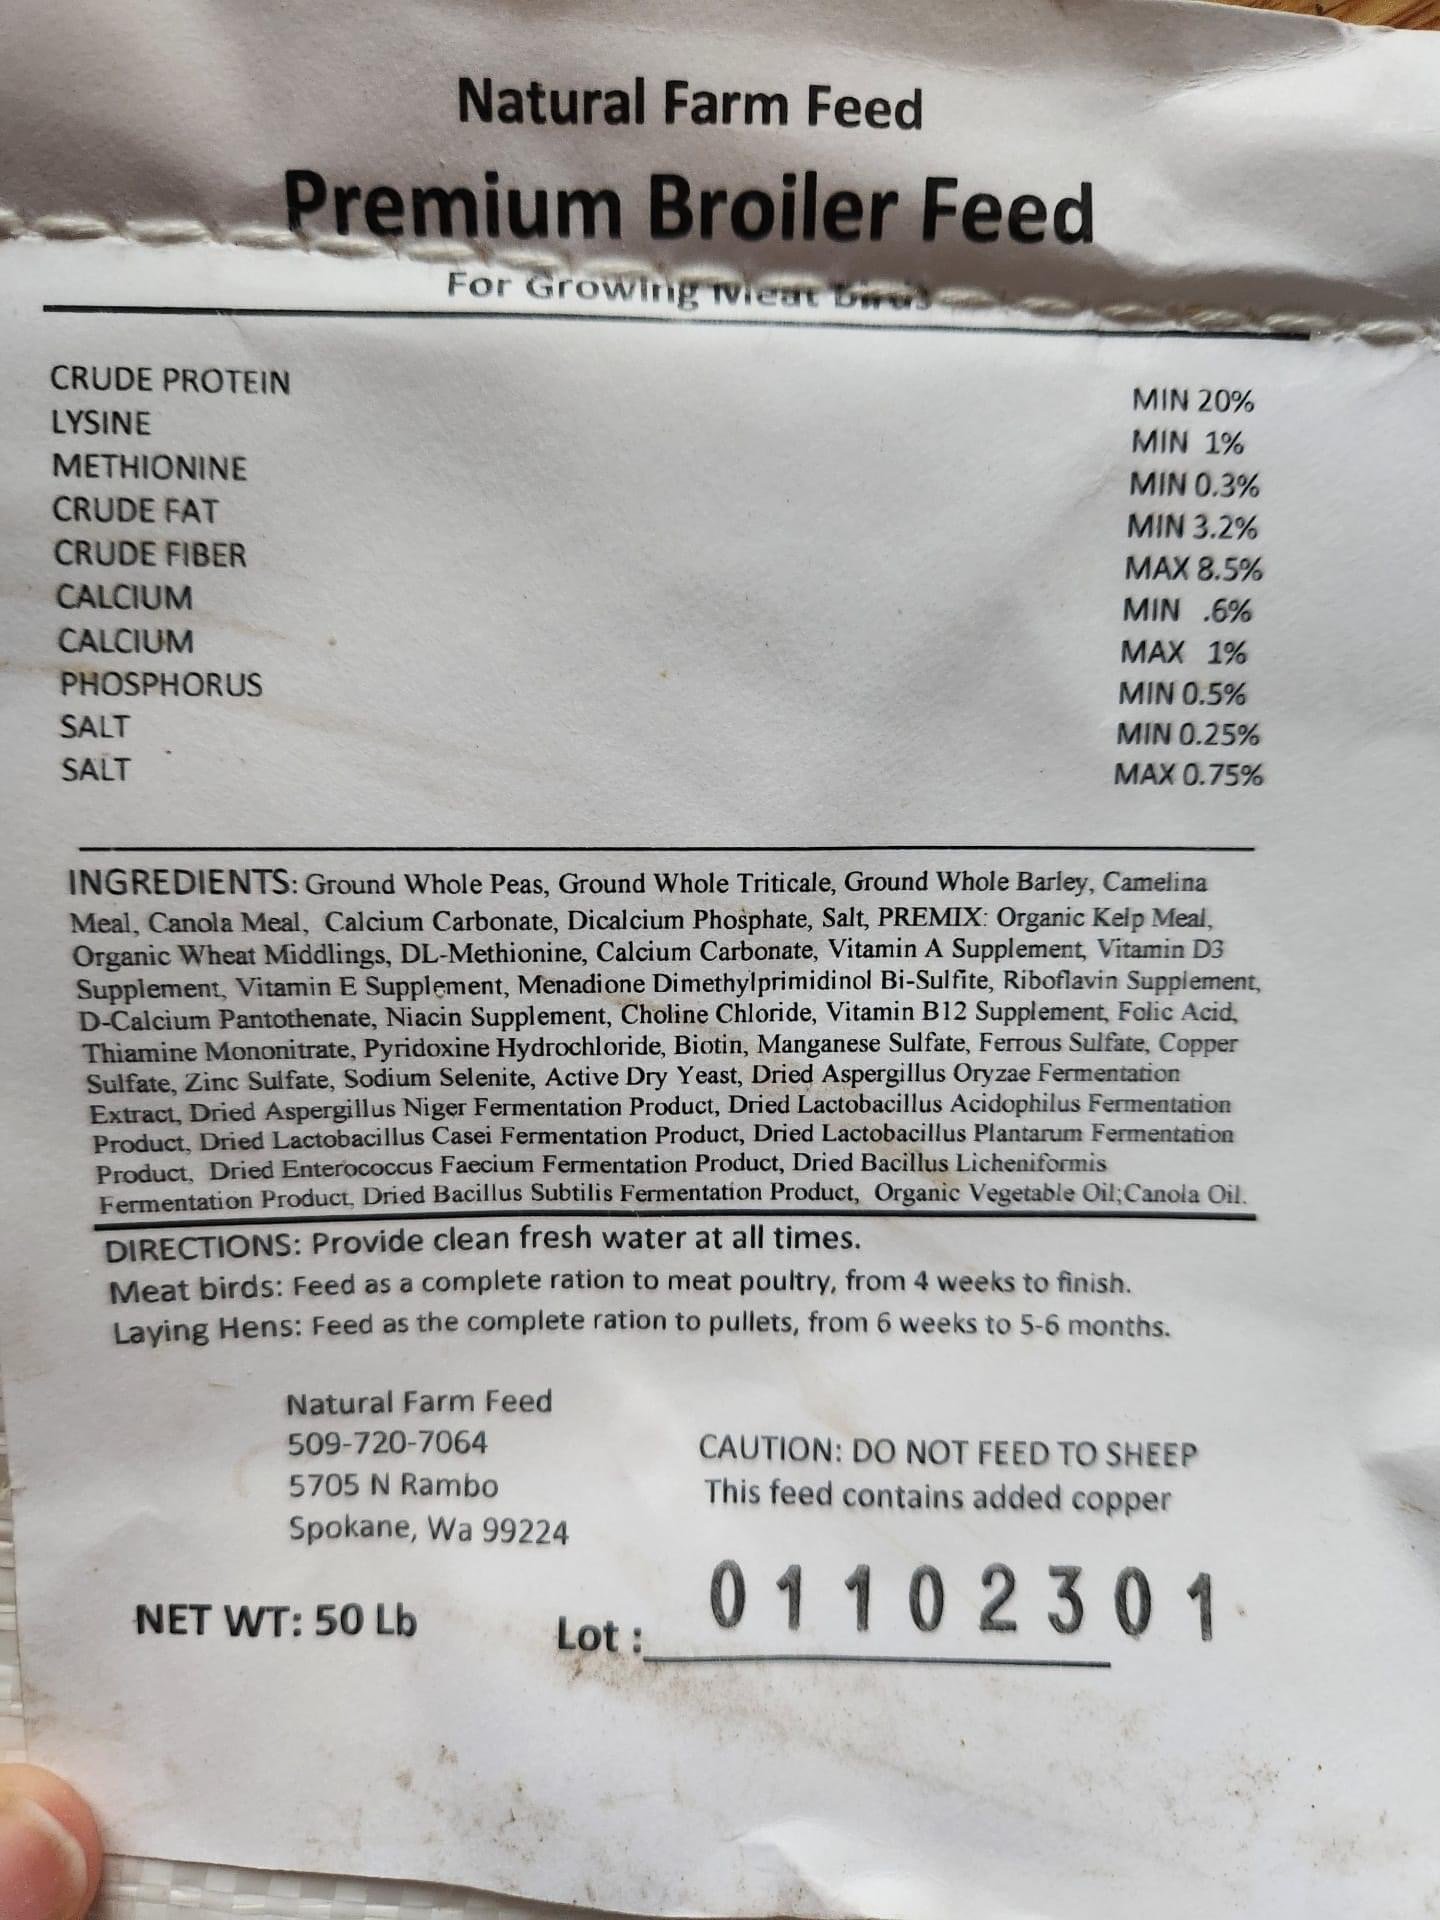 Natural Farm Feed
Premium Broiler Feed
For Growing Meat birds
CRUDE PROTEIN MIN 20%
LYSINE MIN 1%
METHIONINE MIN 0.3%
CRUDE FAT MIN 3.2%
CRUDE FIBER MAX 8.5%
CALCIUM MIN .6%
CALCIUM MAX 1%
PHOSPHORUS MIN 0.5%
SALT MIN 0.25%
SALT MAX 0.75%
INGREDIENTS: Ground Whole Peas, Ground Whole Triticale, Ground Whole Barley, Camelina
Meal, Canola Meal, Calcium Carbonate, Dicalcium Phosphate, Salt, PREMIX: Organic Kelp Meal,
Organic Wheat Middlings, DL-Methionine, Calcium Carbonate, Vitamin A Supplement, Vitamin D3
Supplement, Vitamin E Supplement, Menadione Dimethylprimidinol Bi-Sulfite, Riboflavin Supplement,
D-Calcium Pantothenate, Niacin Supplement, Choline Chloride, Vitamin B12 Supplement, Folic Acid,
Thiamine Mononitrate, Pyridoxine Hydrochloride, Biotin, Manganese Sulfate, Ferrous Sulfate, Copper
Sulfate, Zinc Sulfate, Sodium Selenite, Active Dry Yeast, Dried Aspergillus Oryzae Fermentation
Extract, Dried Aspergillus Niger Fermentation Product, Dried Lactobacillus Acidophilus Fermentation
Product, Dried Lactobacillus Casei Fermentation Product, Dried Lactobacillus Plantarum Fermentation
Product, Dried Enterococcus Faecium Fermentation Product, Dried Bacillus Licheniformis
Fermentation Product, Dried Bacillus Subtilis Fermentation Product, Organic Vegetable Oil;Canola Oil.
DIRECTIONS: Provide clean fresh water at all times.
Meat birds: Feed as a complete ration to meat poultry, from 4 weeks to finish.
Laying Hens: Feed as the complete ration to pullets, from 6 weeks to 5-6 months.
Natural Farm Feed
509-720-7064
5705 N Rambo
Spokane, Wa 99224
CAUTION: DO NOT FEED TO SHEEP
This feed contains added copper
NET WT: 50 Lb
Lot : 01102301